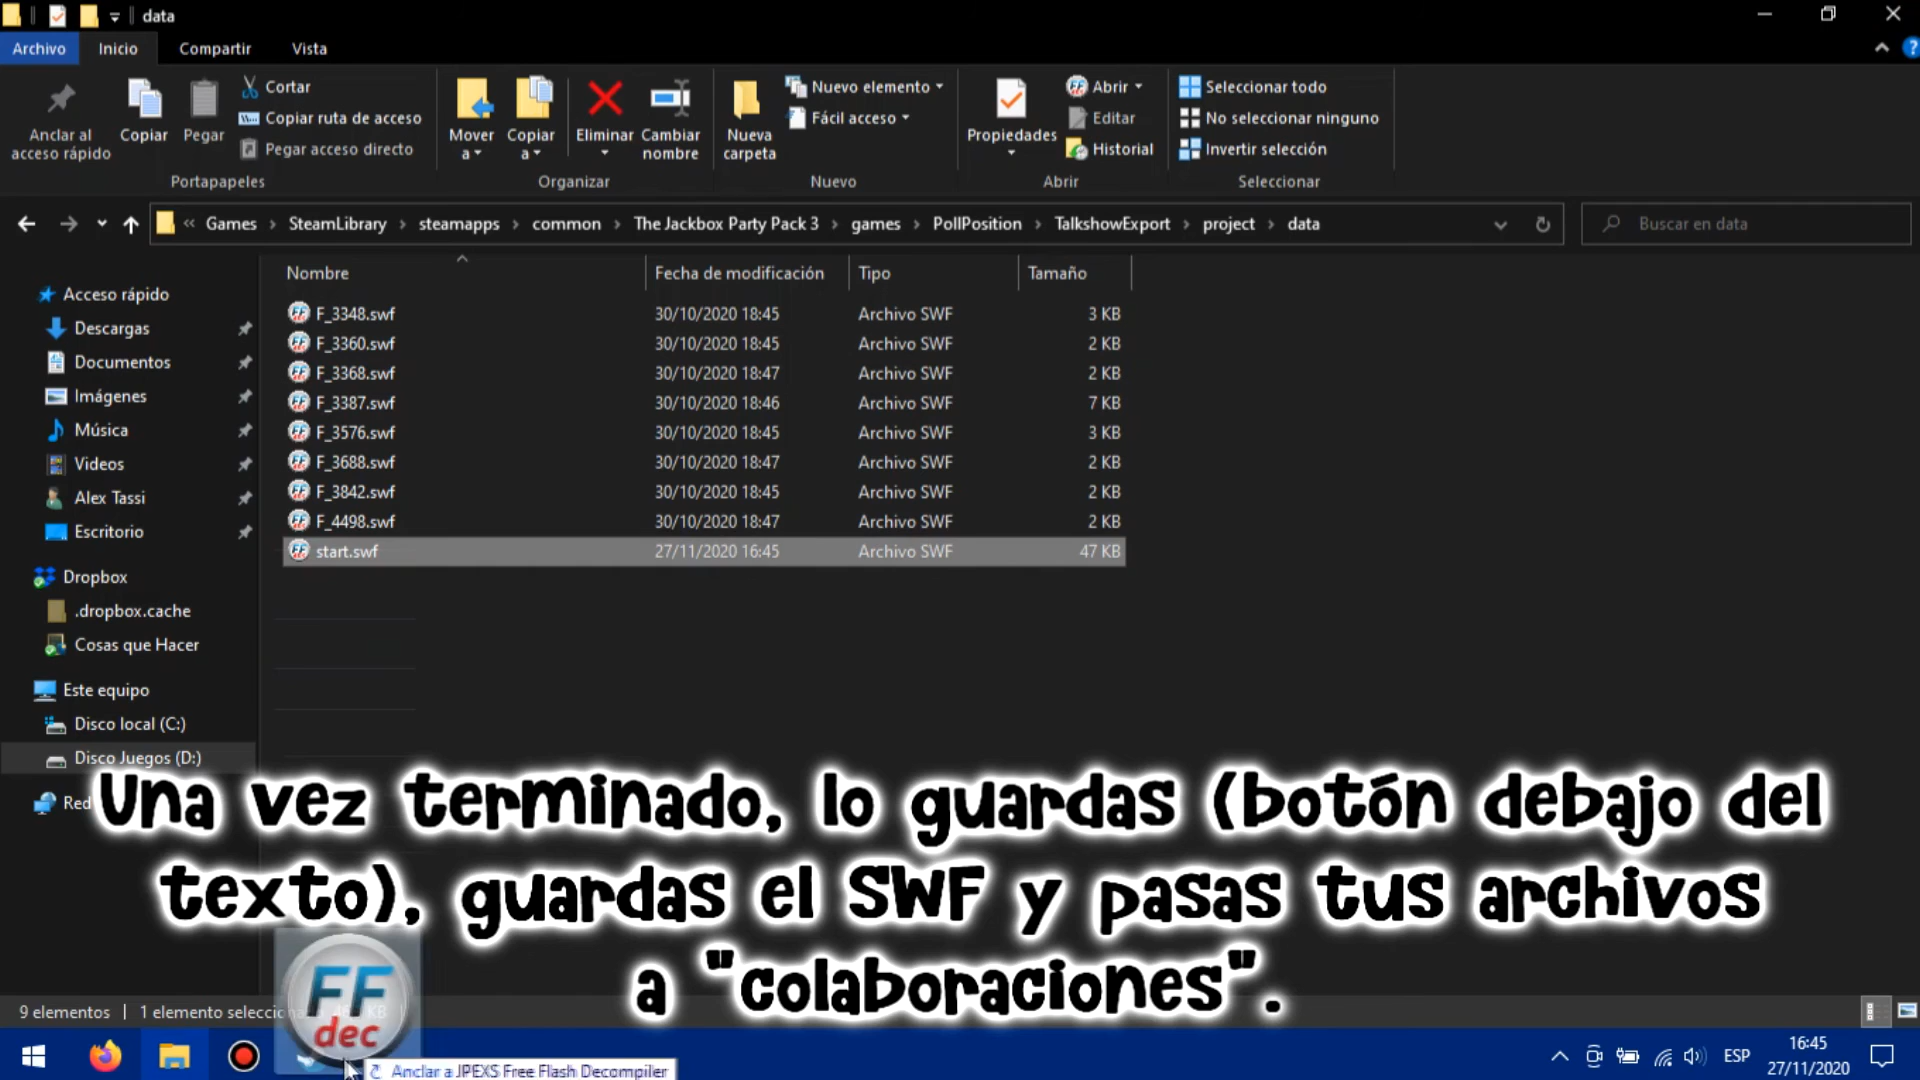 data
Archivo Inicio Compartir Vista
Anclar al acceso rápido
Copiar
Pegar
Cortar
Copiar ruta de acceso
Pegar acceso directo
Mover a
Copiar a
Eliminar
Cambiar nombre
Nueva carpeta
Nuevo elemento
Fácil acceso
Propiedades
Abrir
Editar
Historial
Seleccionar todo
No seleccionar ninguno
Invertir selección
Portapapeles Organizar Nuevo Abrir Seleccionar
« Games › SteamLibrary › steamapps › common › The Jackbox Party Pack 3 › games › PollPosition › TalkshowExport › project › data
Buscar en data
Nombre Fecha de modificación Tipo Tamaño
F_3348.swf 30/10/2020 18:45 Archivo SWF 3 KB
F_3360.swf 30/10/2020 18:45 Archivo SWF 2 KB
F_3368.swf 30/10/2020 18:47 Archivo SWF 2 KB
F_3387.swf 30/10/2020 18:46 Archivo SWF 7 KB
F_3576.swf 30/10/2020 18:45 Archivo SWF 3 KB
F_3688.swf 30/10/2020 18:47 Archivo SWF 2 KB
F_3842.swf 30/10/2020 18:45 Archivo SWF 2 KB
F_4498.swf 30/10/2020 18:47 Archivo SWF 2 KB
start.swf 27/11/2020 16:45 Archivo SWF 47 KB
Acceso rápido
Descargas
Documentos
Imágenes
Música
Videos
Alex Tassi
Escritorio
Dropbox
.dropbox.cache
Cosas que Hacer
Este equipo
Disco local (C:)
Disco Juegos (D:)
Red
Una vez terminado, lo guardas (botón debajo del
texto), guardas el SWF y pasas tus archivos
a "colaboraciones".
9 elementos 1 elemento selecci KB
FF
dec
Anclar a JPEXS Free Flash Decompiler
ESP
16:45
27/11/2020